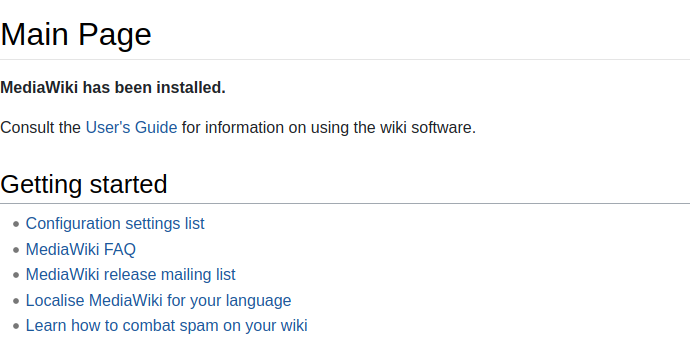 Main Page
MediaWiki has been installed.
Consult the User's Guide for information on using the wiki software.
Getting started
Configuration settings list
MediaWiki FAQ
MediaWiki release mailing list
Localise MediaWiki for your language
Learn how to combat spam on your wiki